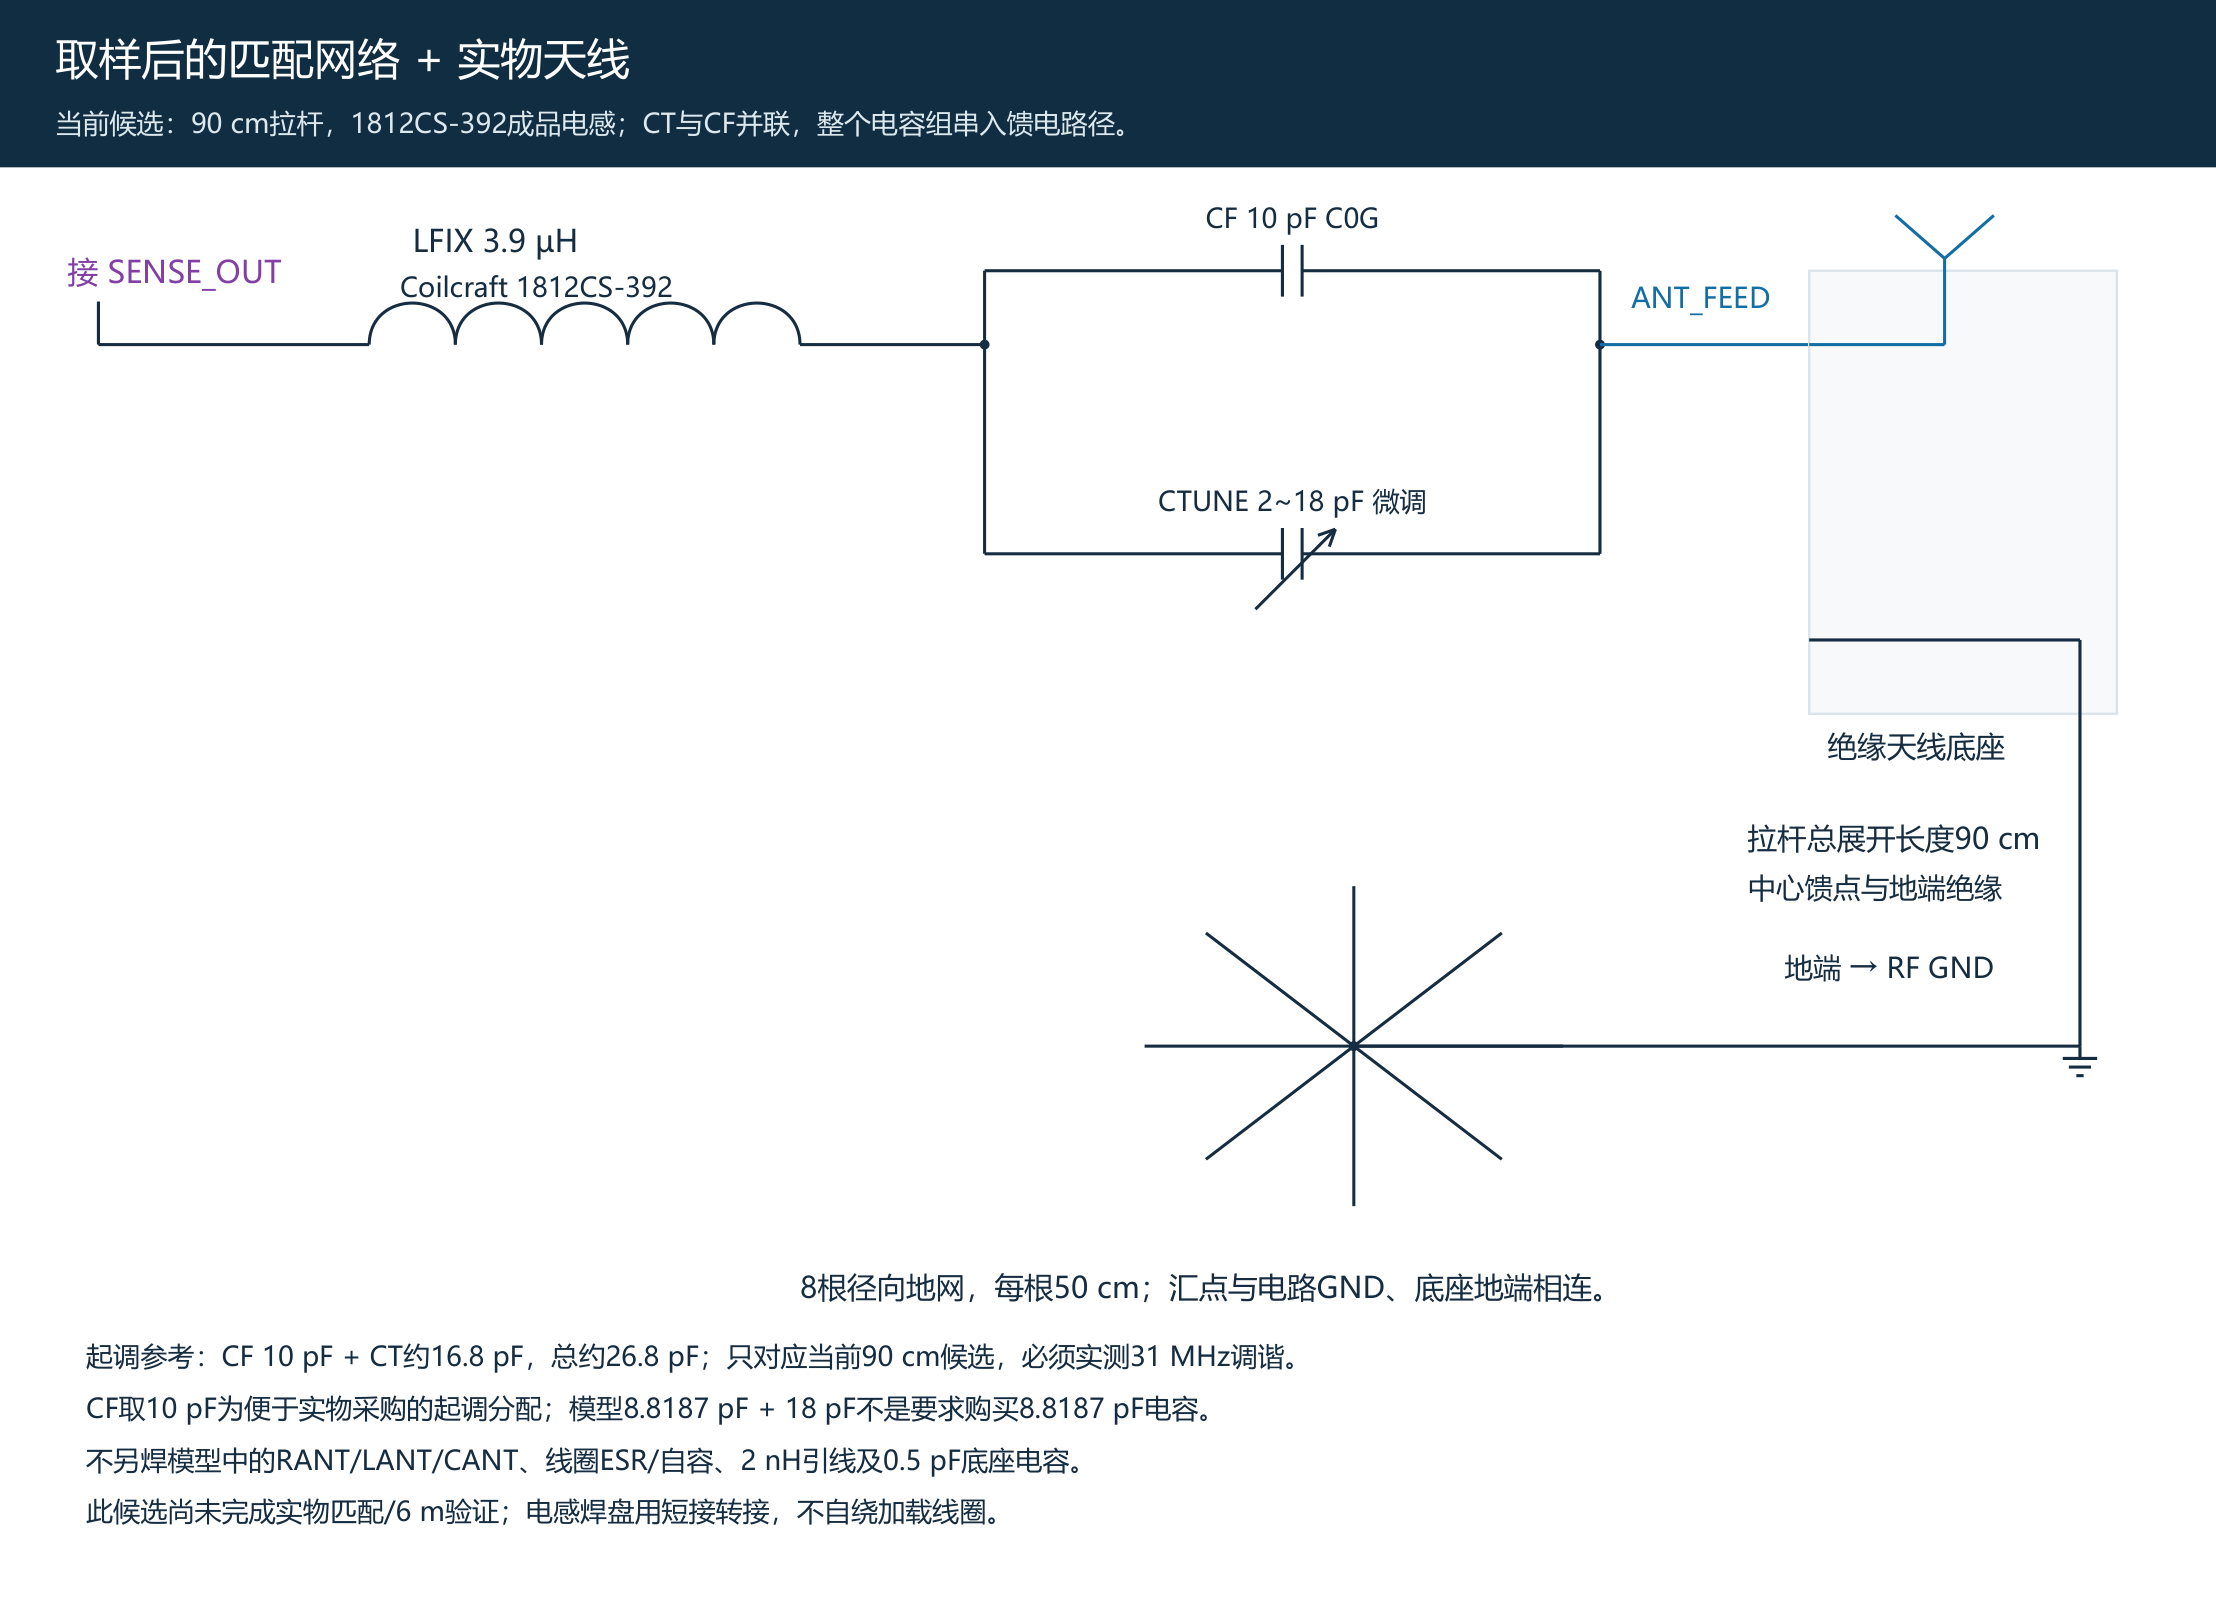 取样后的匹配网络 + 实物天线
当前候选：90 cm拉杆，1812CS-392成品电感；CT与CF并联，整个电容组串入馈电路径。
CF 10 pF C0G
LFIX 3.9 μH
接 SENSE_OUT
Coilcraft 1812CS-392
ANT_FEED
CTUNE 2~18 pF 微调
绝缘天线底座
拉杆总展开长度90 cm
中心馈点与地端绝缘
地端 → RF GND
8根径向地网，每根50 cm；汇点与电路GND、底座地端相连。
起调参考：CF 10 pF + CT约16.8 pF，总约26.8 pF；只对应当前90 cm候选，必须实测31 MHz调谐。
CF取10 pF为便于实物采购的起调分配；模型8.8187 pF + 18 pF不是要求购买8.8187 pF电容。
不另焊模型中的RANT/LANT/CANT、线圈ESR/自容、2 nH引线及0.5 pF底座电容。
此候选尚未完成实物匹配/6 m验证；电感焊盘用短接转接，不自绕加载线圈。